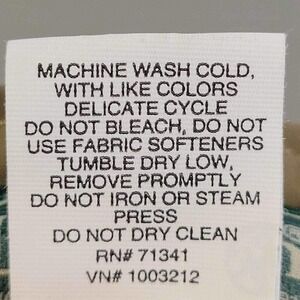 MACHINE WASH COLD,
WITH LIKE COLORS
DELICATE CYCLE
DO NOT BLEACH, DO NOT
USE FABRIC SOFTENERS
TUMBLE DRY LOW,
REMOVE PROMPTLY
DO NOT IRON OR STEAM
PRESS
DO NOT DRY CLEAN
RN# 71341
VN# 1003212